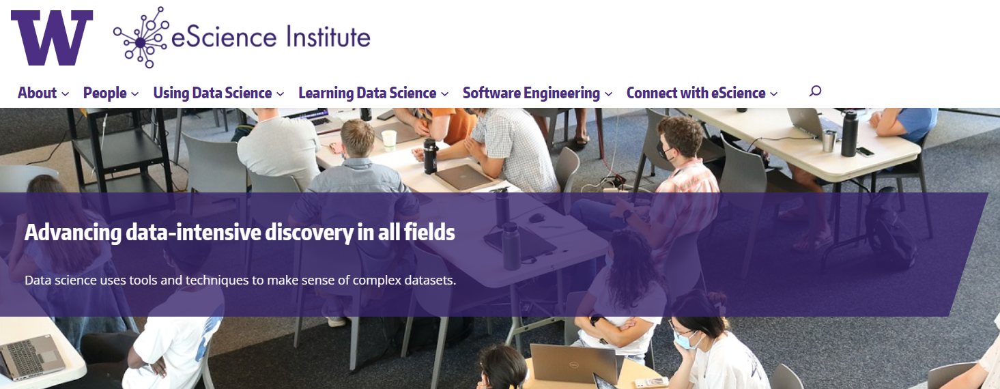 W eScience Institute
About People Using Data Science Learning Data Science Software Engineering Connect with eScience
Advancing data-intensive discovery in all fields
Data science uses tools and techniques to make sense of complex datasets.